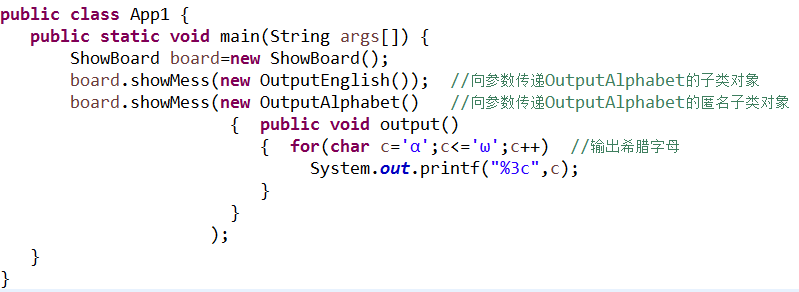 public class App1 {
public static void main(String args[]) {
ShowBoard board=new ShowBoard();
board.showMess(new OutputEnglish()); //向参数传递OutputAlphabet的子类对象
board.showMess(new OutputAlphabet() //向参数传递OutputAlphabet的匿名子类对象
{ public void output()
{ for(char c='α';c<='ω';c++) //输出希腊字母
System.out.printf("%3c",c);
}
}
);
}
}